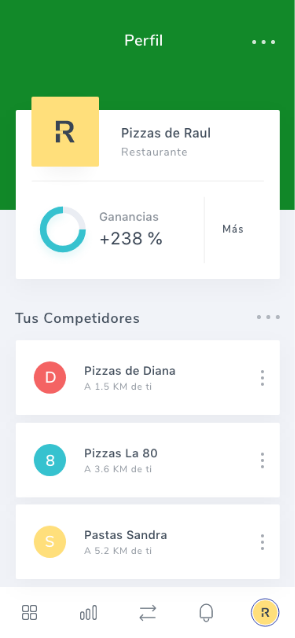 Perfil
R
Pizzas de Raul
Restaurante
Ganancias
+238 %
Más
Tus Competidores
D
Pizzas de Diana
A 1.5 KM de ti
8
Pizzas La 80
A 3.6 KM de ti
S
Pastas Sandra
A 5.2 KM de ti
R